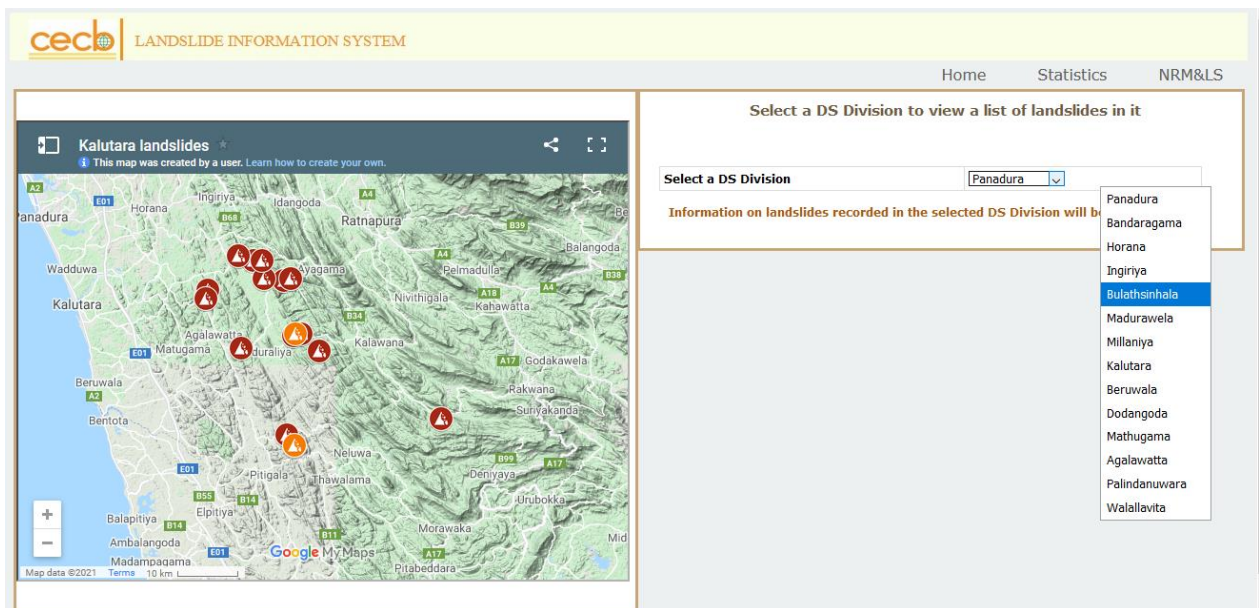 cecb
LANDSLIDE INFORMATION SYSTEM
Home Statistics NRM&LS
Kalutara landslides
This map was created by a user. Learn how to create your own.
A2
E01
Horana
Ingiriya
Idangoda
A4
Ratnapura
B68
B39
Balangoda
Wadduwa
Ayagama
A4
Pelmadulla
B38
Kalutara
Nivithigala
A18
A4
Kahawatta
B34
Agalawatta
Kalawana
E01
Matugama
A17
Godakawela
Beruwala
A2
Rakwana
Suriyakanda
Bentota
Neluwa
B99
A17
E01
Pitigala
Thawalama
Deniyaya
B55
B14
Urubokka
Elpitiya
Balapitiya
B14
Morawaka
Ambalangoda
B11
E01
Google My Maps
A17
Madampagama
Pitabeddara
Map data ©2021 Terms 10 km
Select a DS Division to view a list of landslides in it
Select a DS Division
Panadura
Information on landslides recorded in the selected DS Division will be
Panadura
Bandaragama
Horana
Ingiriya
Bulathsinhala
Madurawela
Millaniya
Kalutara
Beruwala
Dodangoda
Mathugama
Agalawatta
Palindanuwara
Walallavita